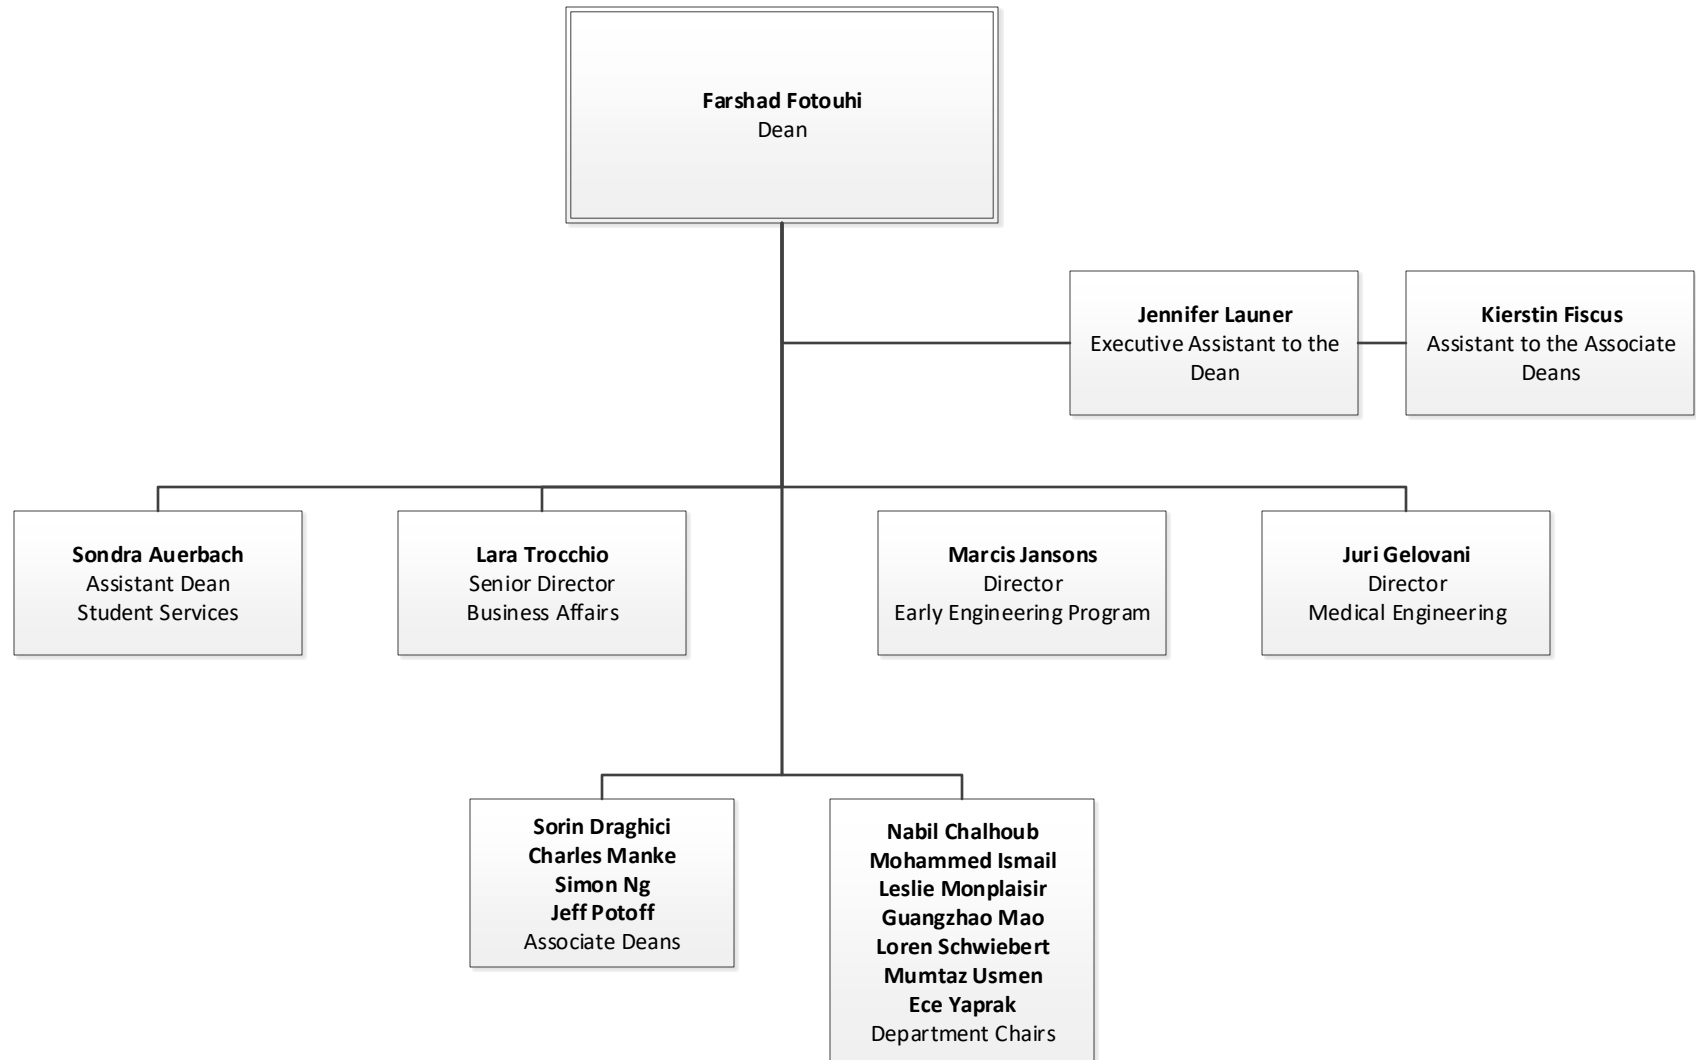 Farshad Fotouhi
Dean
Jennifer Launer
Executive Assistant to the
Dean
Kierstin Fiscus
Assistant to the Associate
Deans
Sondra Auerbach
Assistant Dean
Student Services
Lara Trocchio
Senior Director
Business Affairs
Marcis Jansons
Director
Early Engineering Program
Juri Gelovani
Director
Medical Engineering
Sorin Draghici
Charles Manke
Simon Ng
Jeff Potoff
Associate Deans
Nabil Chalhoub
Mohammed Ismail
Leslie Monplaisir
Guangzhao Mao
Loren Schwiebert
Mumtaz Usmen
Ece Yaprak
Department Chairs